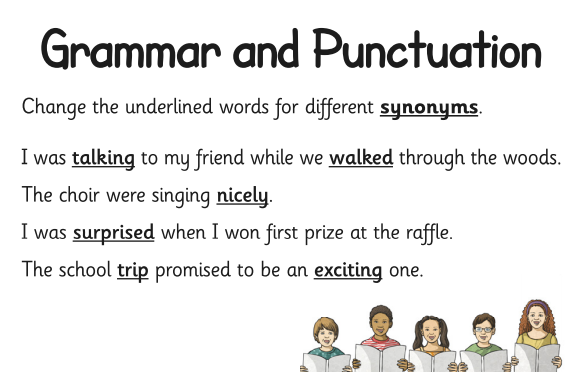 Grammar and Punctuation
Change the underlined words for different synonyms.
I was talking to my friend while we walked through the woods.
The choir were singing nicely.
I was surprised when I won first prize at the raffle.
The school trip promised to be an exciting one.